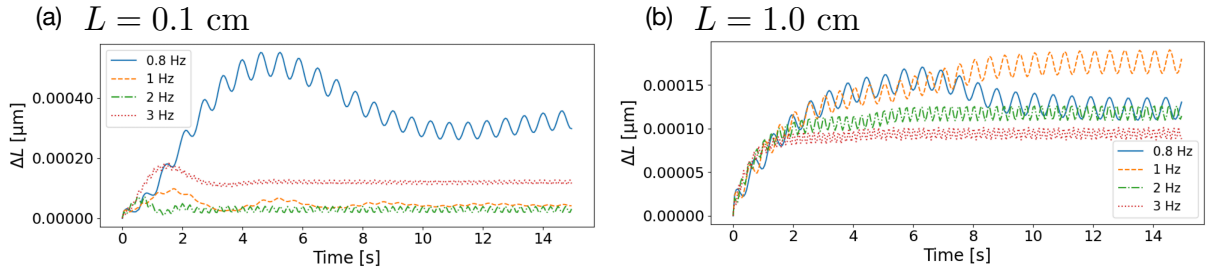 (a) L = 0.1 cm
0.8 Hz
1 Hz
2 Hz
3 Hz
ΔL [μm]
0.00040
0.00020
0.00000
0 2 4 6 8 10 12 14
Time [s]
(b) L = 1.0 cm
ΔL [μm]
0.00015
0.00010
0.00005
0.00000
0.8 Hz
1 Hz
2 Hz
3 Hz
0 2 4 6 8 10 12 14
Time [s]